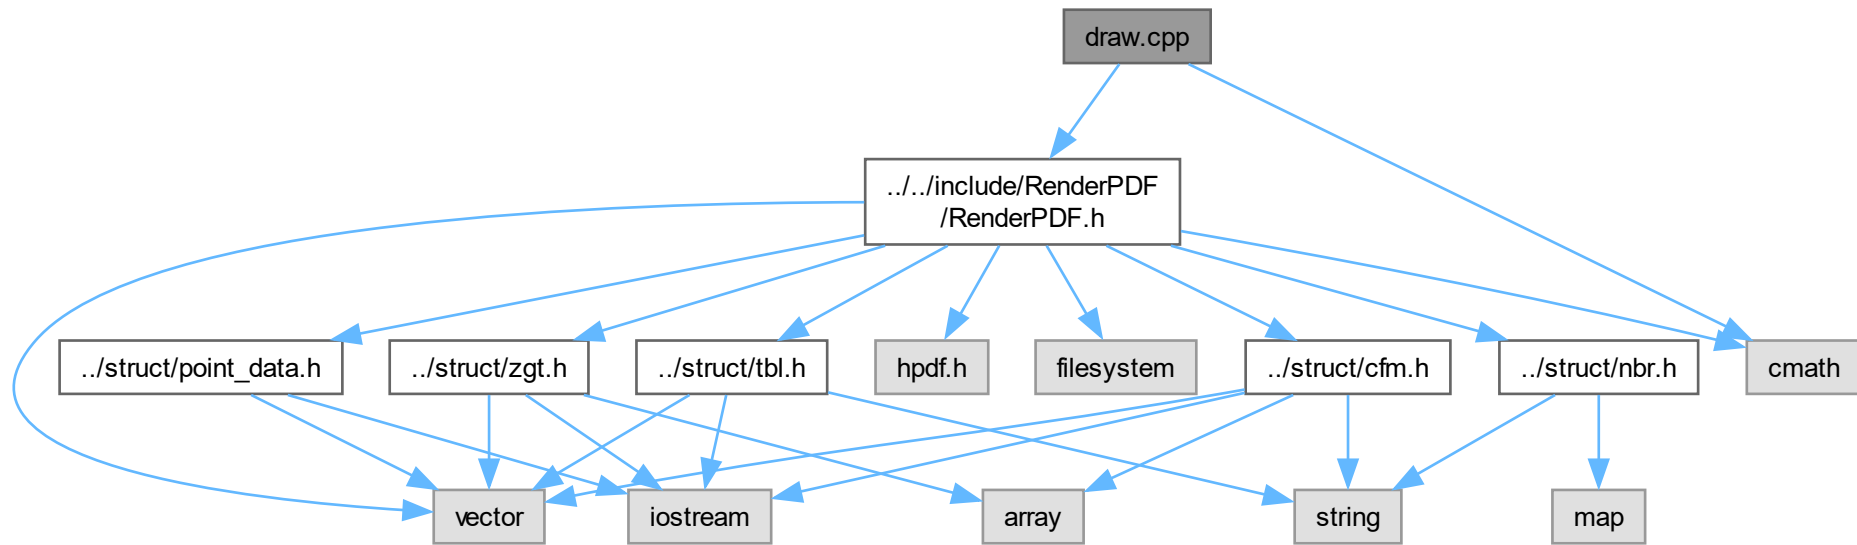 draw.cpp
../../include/RenderPDF
/RenderPDF.h
../struct/point_data.h
../struct/zgt.h
../struct/tbl.h
hpdf.h
filesystem
../struct/cfm.h
../struct/nbr.h
cmath
vector
iostream
array
string
map